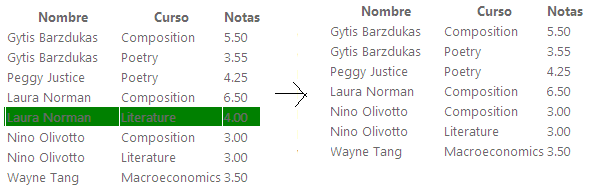 Nombre Curso Notas
Gytis Barzdukas Composition 5.50
Gytis Barzdukas Poetry 3.55
Peggy Justice Poetry 4.25
Laura Norman Composition 6.50
Laura Norman Literature 4.00
Nino Olivotto Composition 3.00
Nino Olivotto Literature 3.00
Wayne Tang Macroeconomics 3.50
Nombre Curso Notas
Gytis Barzdukas Composition 5.50
Gytis Barzdukas Poetry 3.55
Peggy Justice Poetry 4.25
Laura Norman Composition 6.50
Nino Olivotto Composition 3.00
Nino Olivotto Literature 3.00
Wayne Tang Macroeconomics 3.50